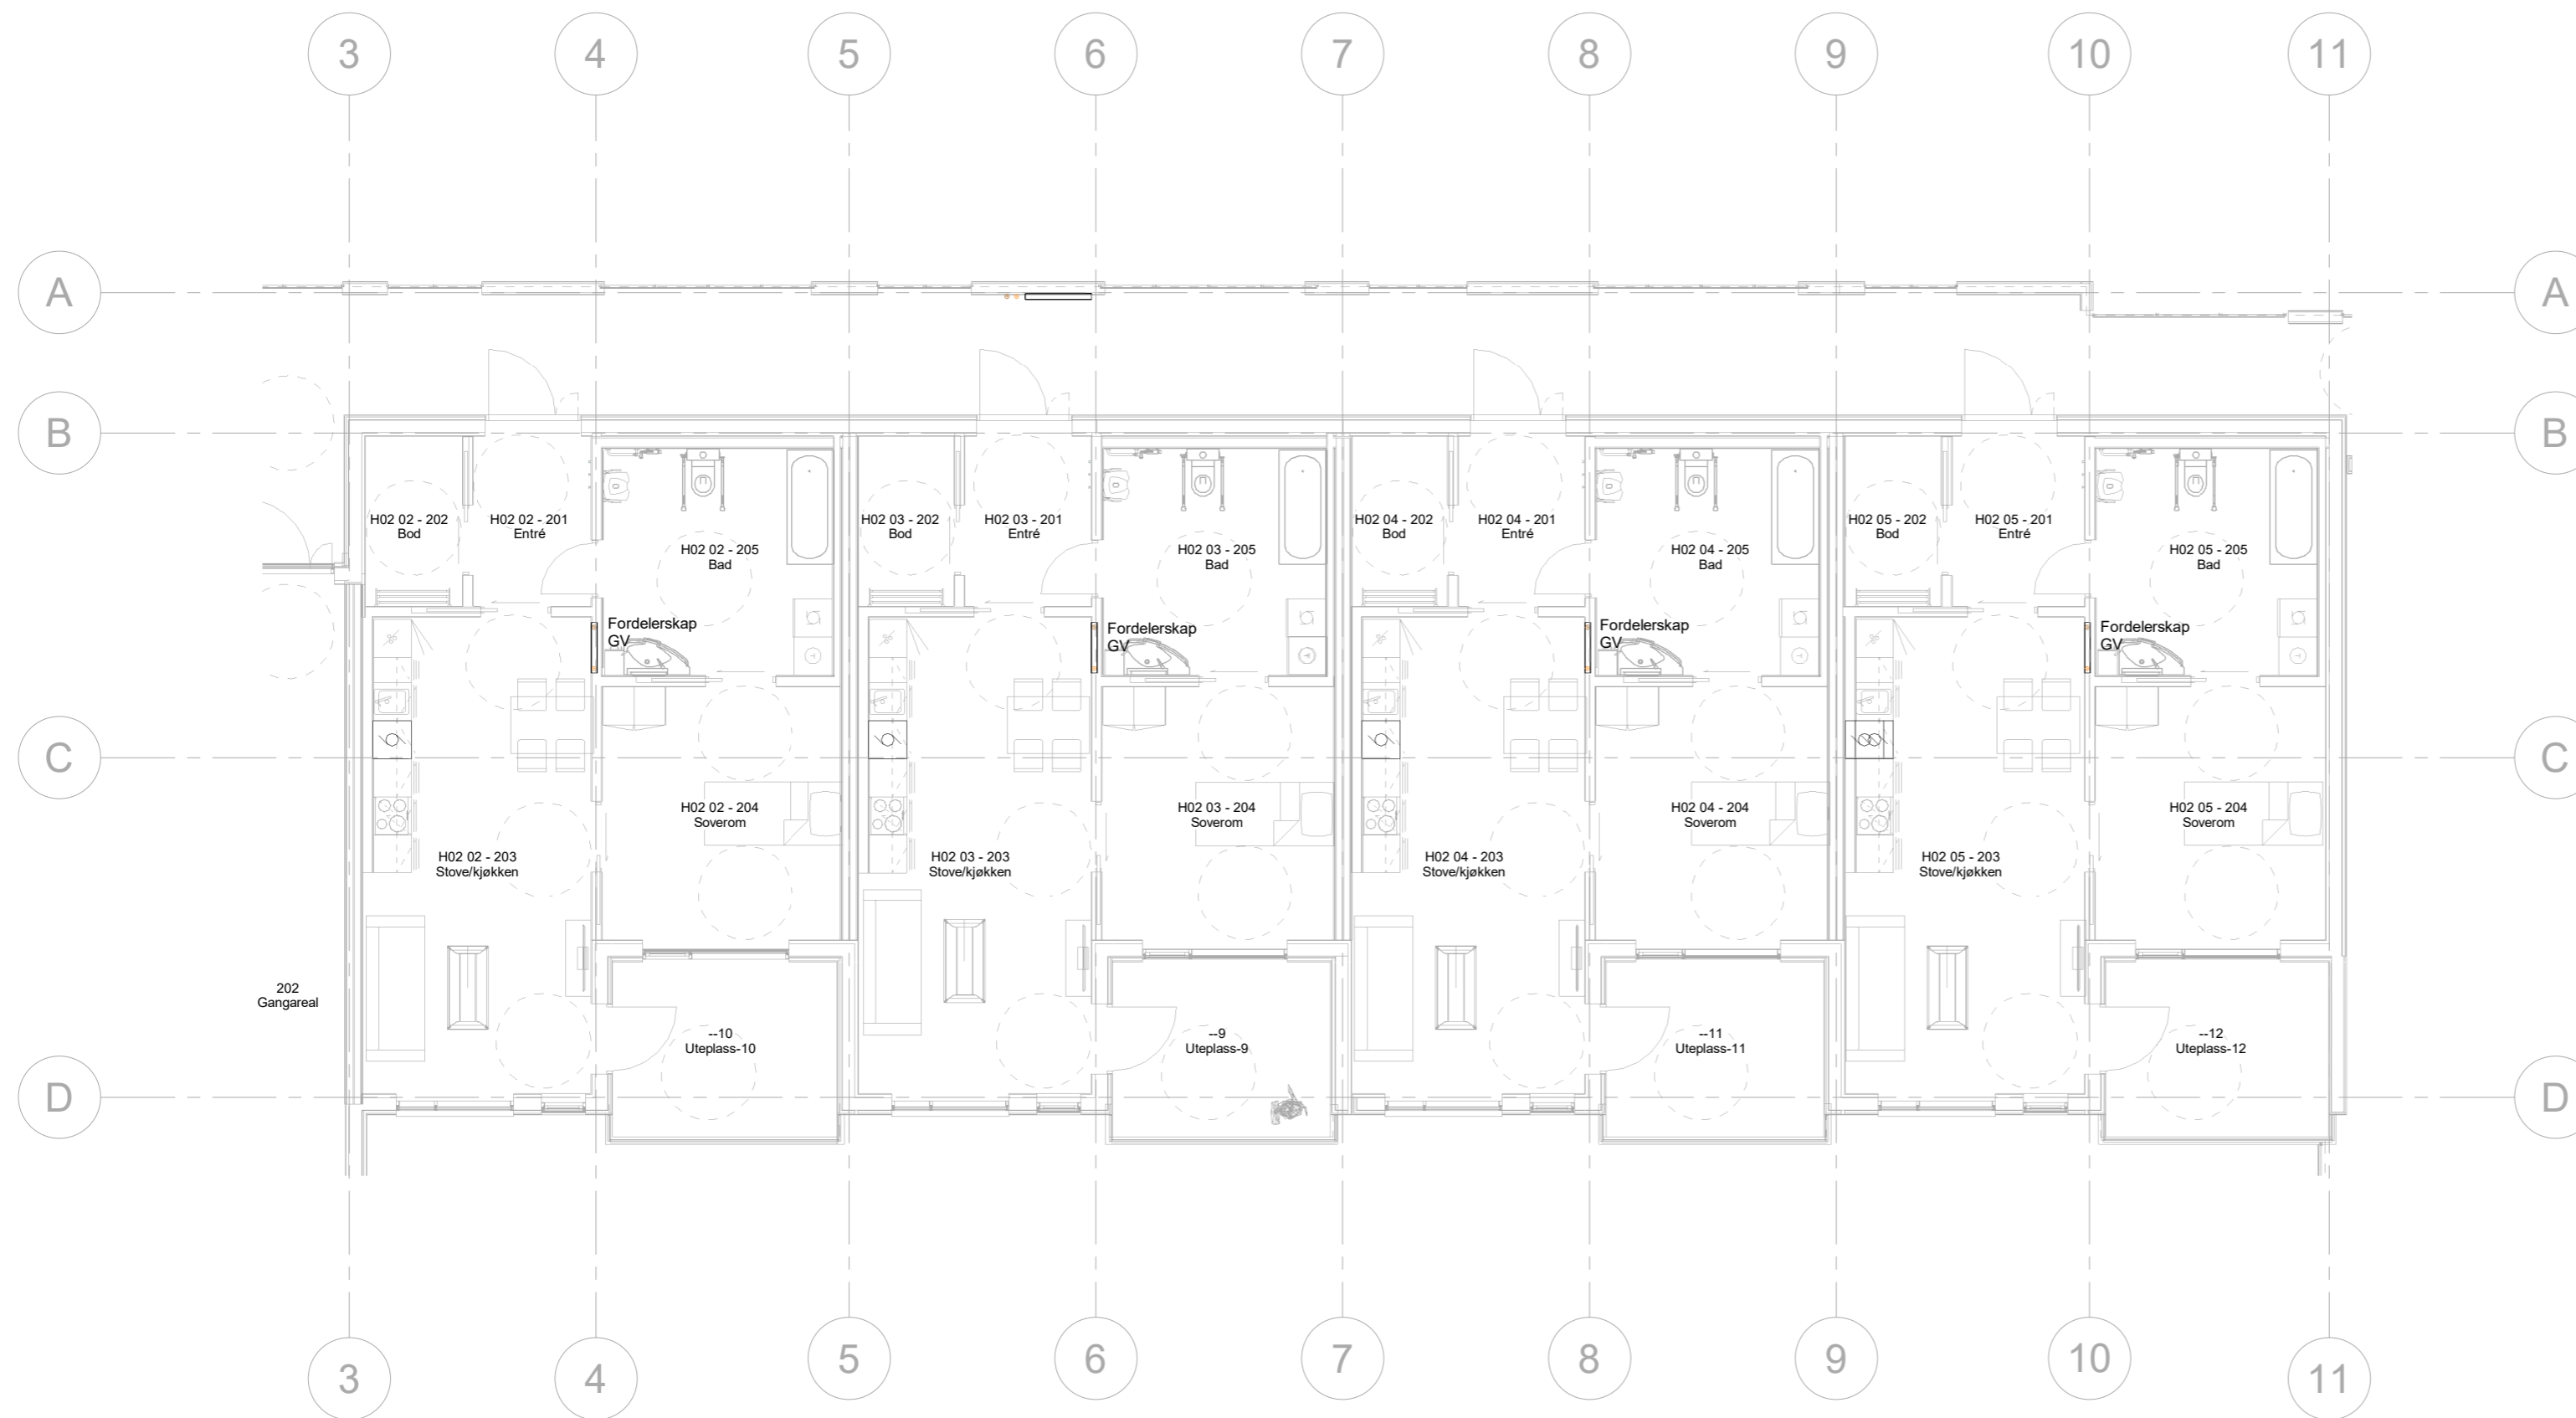 3 4 5 6 7 8 9 10 11
A A
B B
H02 02 - 202
Bod
H02 02 - 201
Entré
H02 03 - 202
Bod
H02 03 - 201
Entré
H02 04 - 202
Bod
H02 04 - 201
Entré
H02 05 - 202
Bod
H02 05 - 201
Entré
H02 02 - 205
Bad
H02 03 - 205
Bad
H02 04 - 205
Bad
H02 05 - 205
Bad
Fordelerskap
GV
Fordelerskap
GV
Fordelerskap
GV
Fordelerskap
GV
C C
H02 02 - 204
Soverom
H02 03 - 204
Soverom
H02 04 - 204
Soverom
H02 05 - 204
Soverom
H02 02 - 203
Stove/kjøkken
H02 03 - 203
Stove/kjøkken
H02 04 - 203
Stove/kjøkken
H02 05 - 203
Stove/kjøkken
202
Gangareal
--10
Uteplass-10
--9
Uteplass-9
--11
Uteplass-11
--12
Uteplass-12
D D
3 4 5 6 7 8 9 10 11